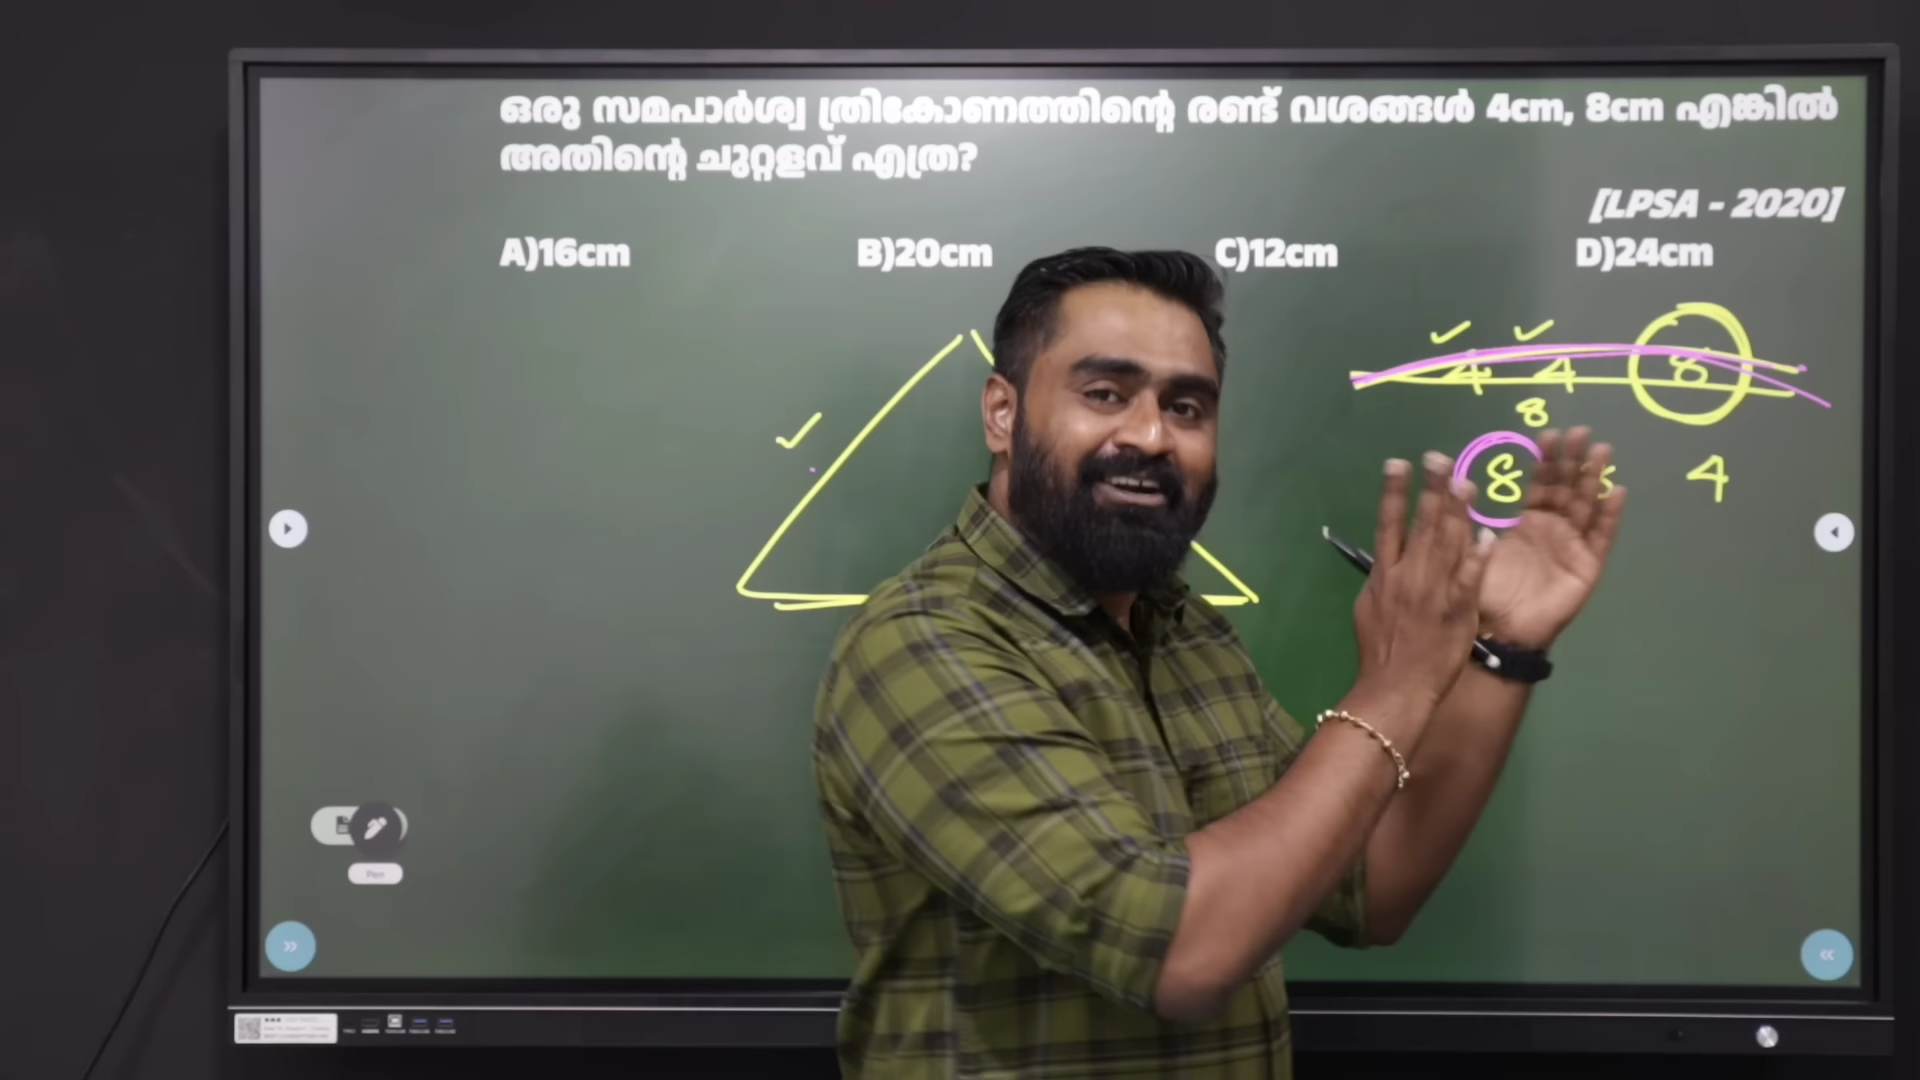 ഒരു സമപാർശ്വ ത്രികോണത്തിന്റെ രണ്ട് വശങ്ങൾ 4cm, 8cm എങ്കിൽ
അതിന്റെ ചുറ്റളവ് എത്ര?
[LPSA - 2020]
A)16cm B)20cm C)12cm D)24cm
4 4 8
8
8 4
Pen